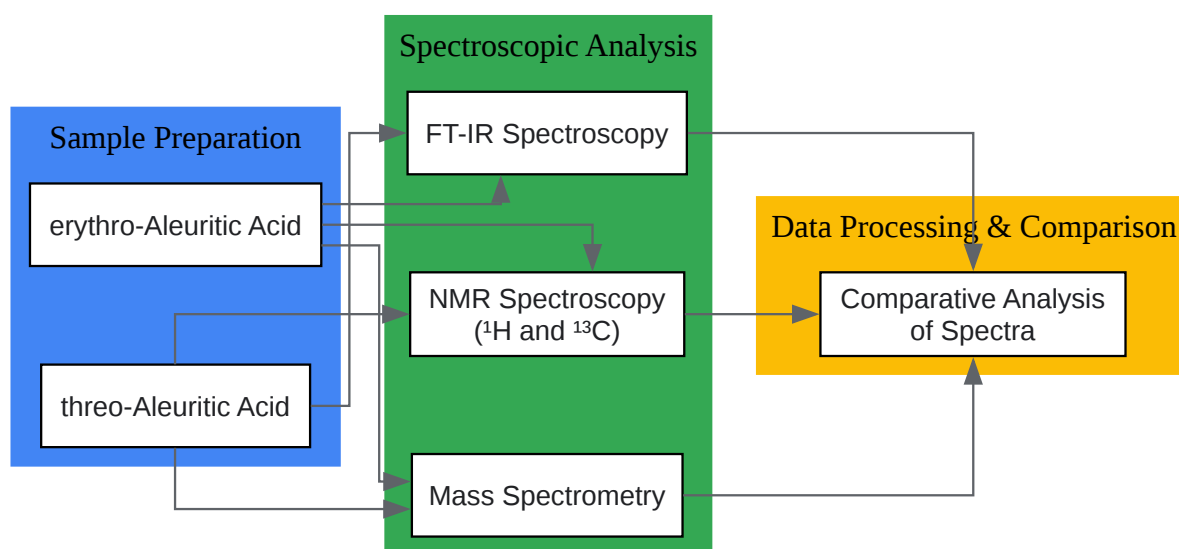 Sample Preparation
erythro-Aleuritic Acid
threo-Aleuritic Acid
Spectroscopic Analysis
FT-IR Spectroscopy
NMR Spectroscopy
(¹H and ¹³C)
Mass Spectrometry
Data Processing & Comparison
Comparative Analysis
of Spectra